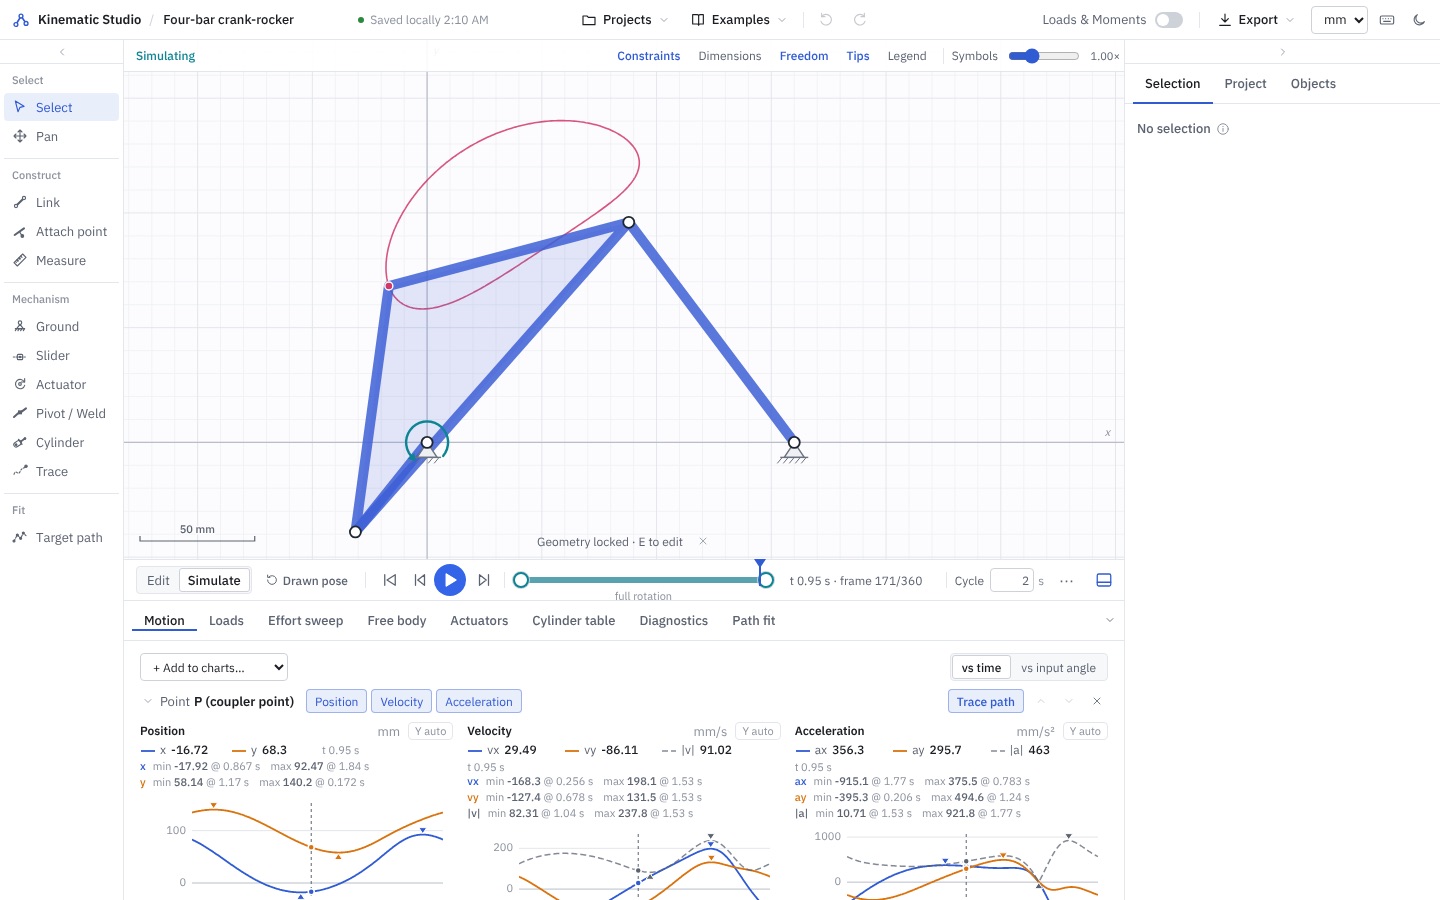 Kinematic Studio / Four-bar crank-rocker
Saved locally 2:10 AM
Projects
Examples
Loads & Moments
Export
mm
Select
Select
Pan
Construct
Link
Attach point
Measure
Mechanism
Ground
Slider
Actuator
Pivot / Weld
Cylinder
Trace
Fit
Target path
Simulating
Constraints Dimensions Freedom Tips Legend Symbols 1.00×
x
50 mm
Geometry locked · E to edit
Selection Project Objects
No selection
Edit Simulate Drawn pose
full rotation
t 0.95 s · frame 171/360
Cycle 2 s
Motion Loads Effort sweep Free body Actuators Cylinder table Diagnostics Path fit
+ Add to charts...
vs time vs input angle
Point P (coupler point) Position Velocity Acceleration Trace path
Position mm Y auto
x -16.72 y 68.3 t 0.95 s
x min -17.92 @ 0.867 s max 92.47 @ 1.84 s
y min 58.14 @ 1.17 s max 140.2 @ 0.172 s
100
0
Velocity mm/s Y auto
vx 29.49 vy -86.11 |v| 91.02
t 0.95 s
vx min -168.3 @ 0.256 s max 198.1 @ 1.53 s
vy min -127.4 @ 0.678 s max 131.5 @ 1.53 s
|v| min 82.31 @ 1.04 s max 237.8 @ 1.53 s
200
0
Acceleration mm/s² Y auto
ax 356.3 ay 295.7 |a| 463
t 0.95 s
ax min -915.1 @ 1.77 s max 375.5 @ 0.783 s
ay min -395.3 @ 0.206 s max 494.6 @ 1.24 s
|a| min 10.71 @ 1.53 s max 921.8 @ 1.77 s
1000
0